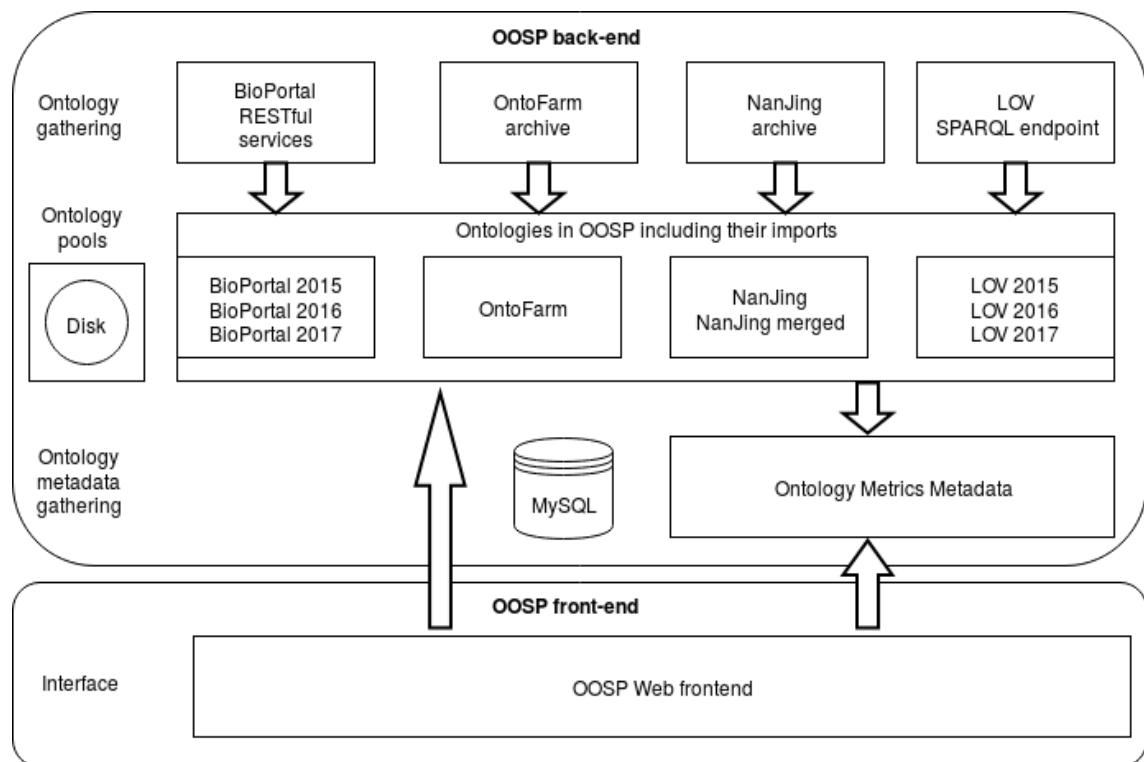 OOSP back-end
Ontology
gathering
BioPortal
RESTful
services
OntoFarm
archive
NanJing
archive
LOV
SPARQL endpoint
Ontology
pools
Ontologies in OOSP including their imports
Disk
BioPortal 2015
BioPortal 2016
BioPortal 2017
OntoFarm
NanJing
NanJing merged
LOV 2015
LOV 2016
LOV 2017
Ontology
metadata
gathering
MySQL
Ontology Metrics Metadata
OOSP front-end
Interface
OOSP Web frontend